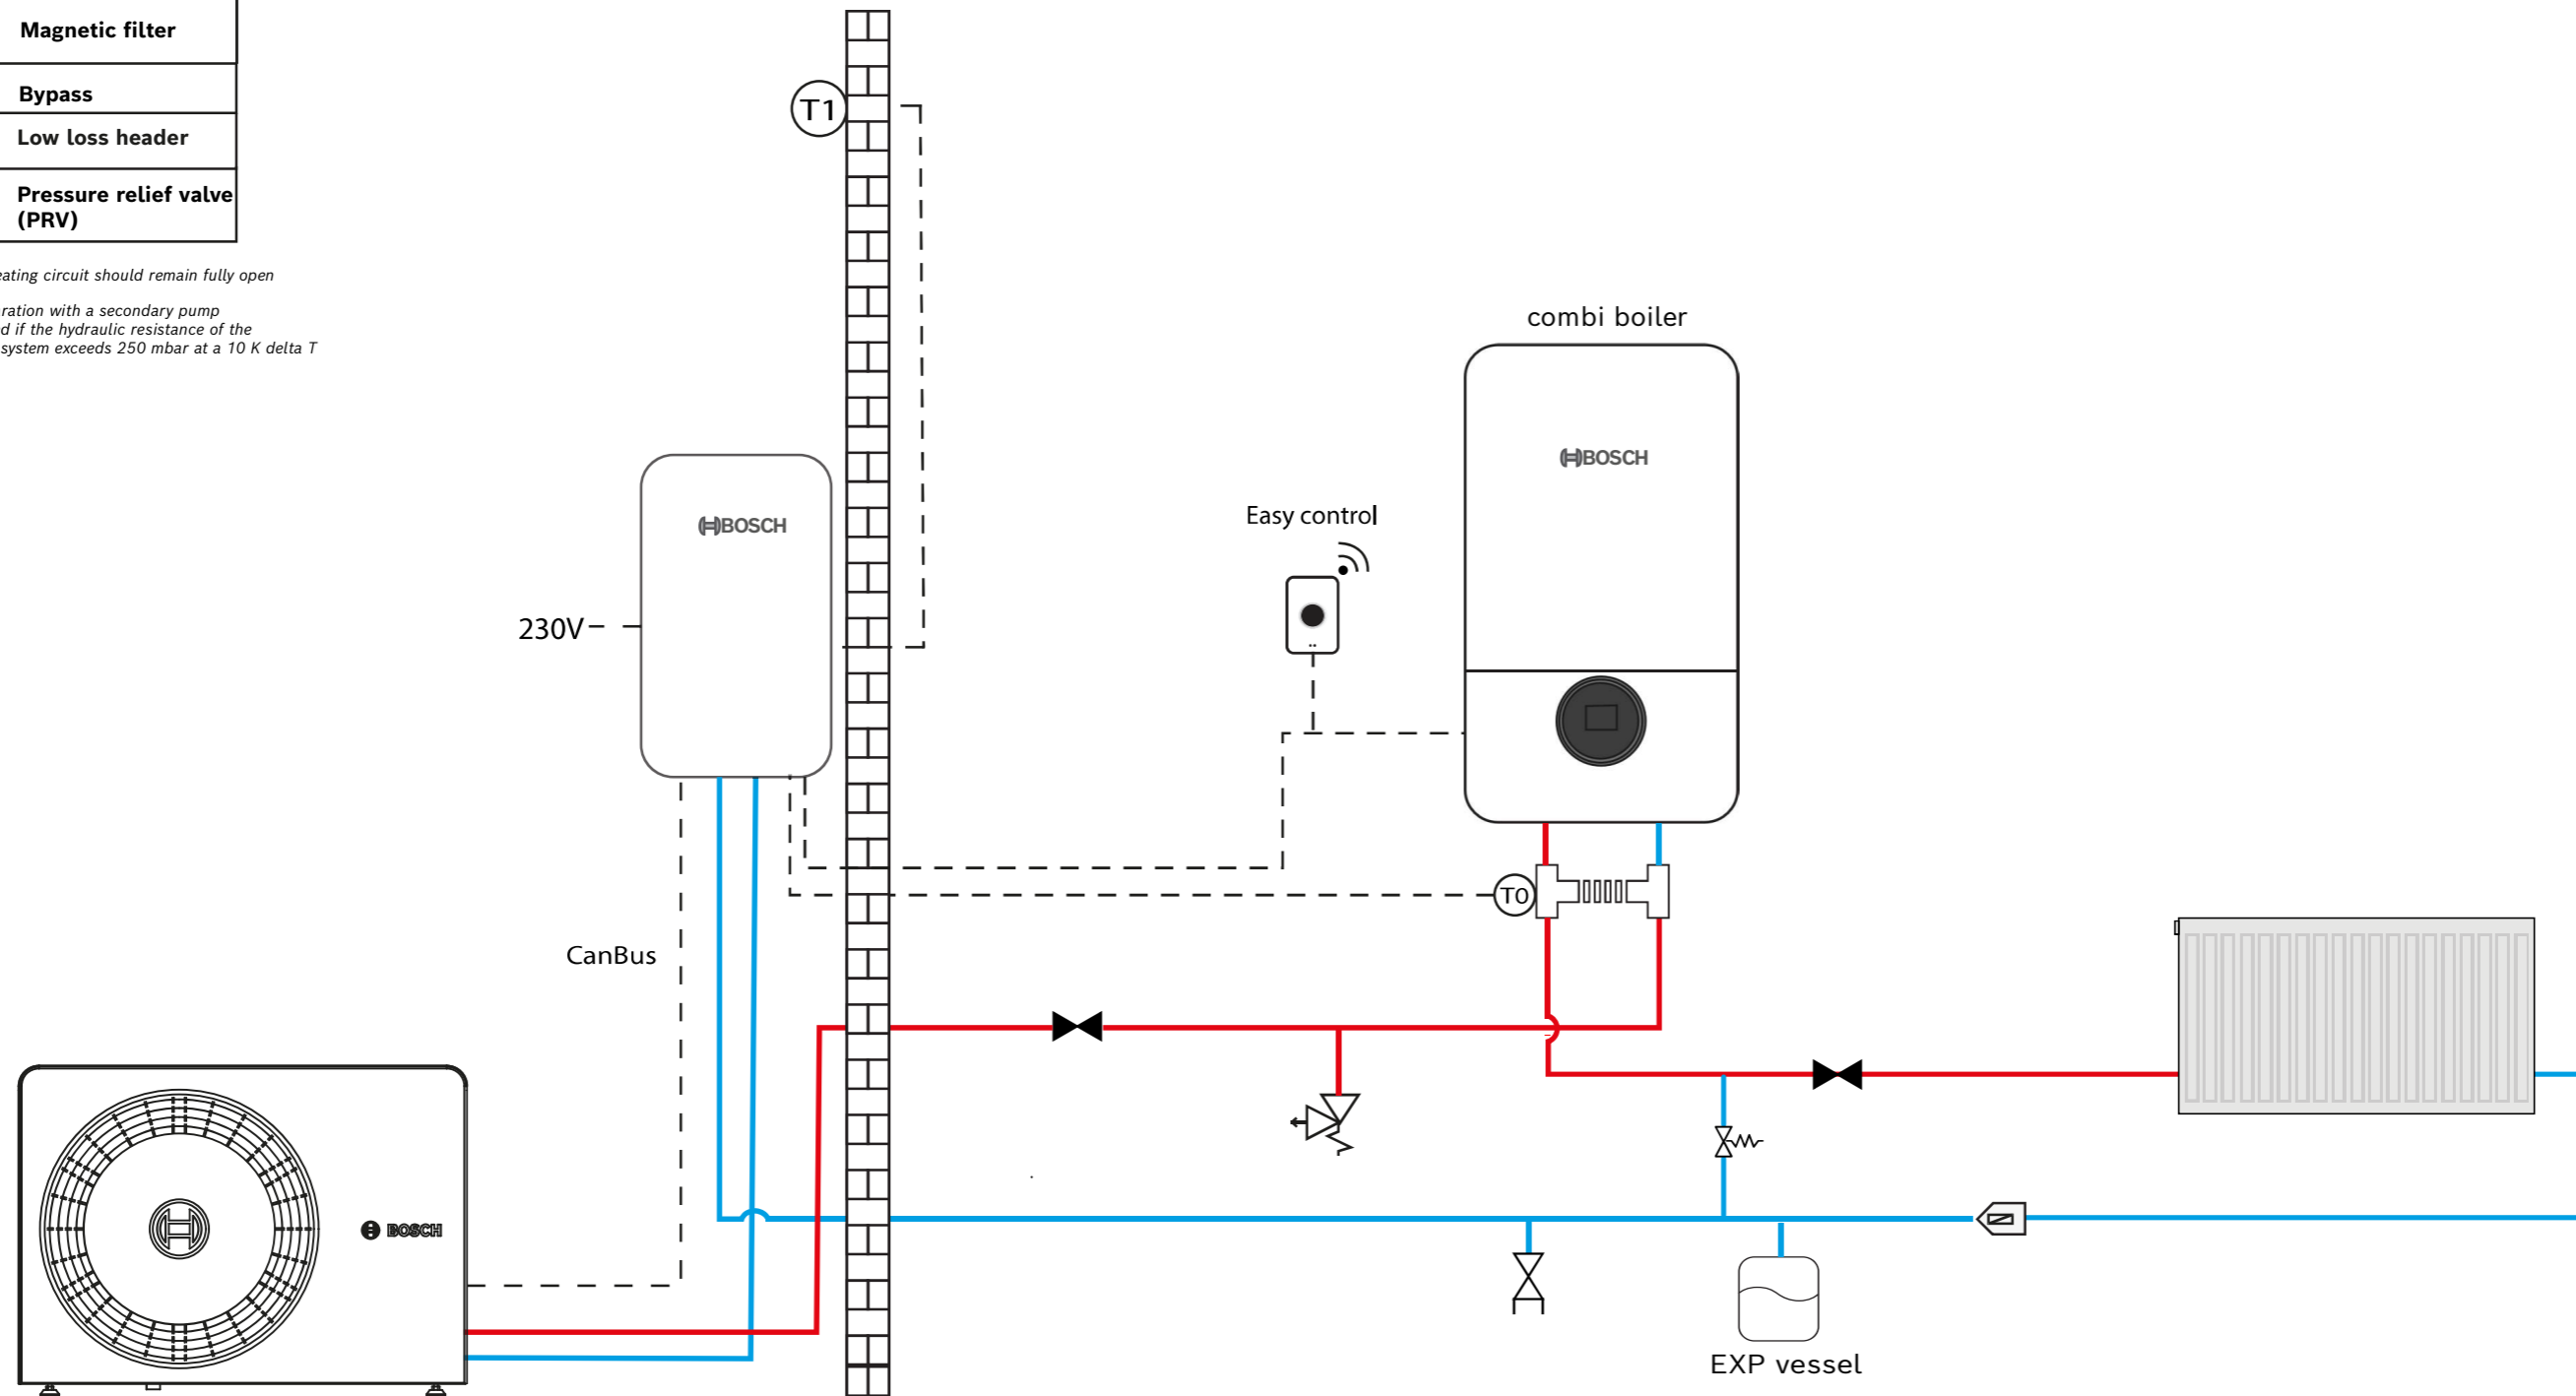 Magnetic filter
Bypass
Low loss header
Pressure relief valve
(PRV)
eating circuit should remain fully open
ration with a secondary pump
d if the hydraulic resistance of the
system exceeds 250 mbar at a 10 K delta T
T1
combi boiler
BOSCH
Easy control
BOSCH
230V
T0
CanBus
BOSCH
EXP vessel